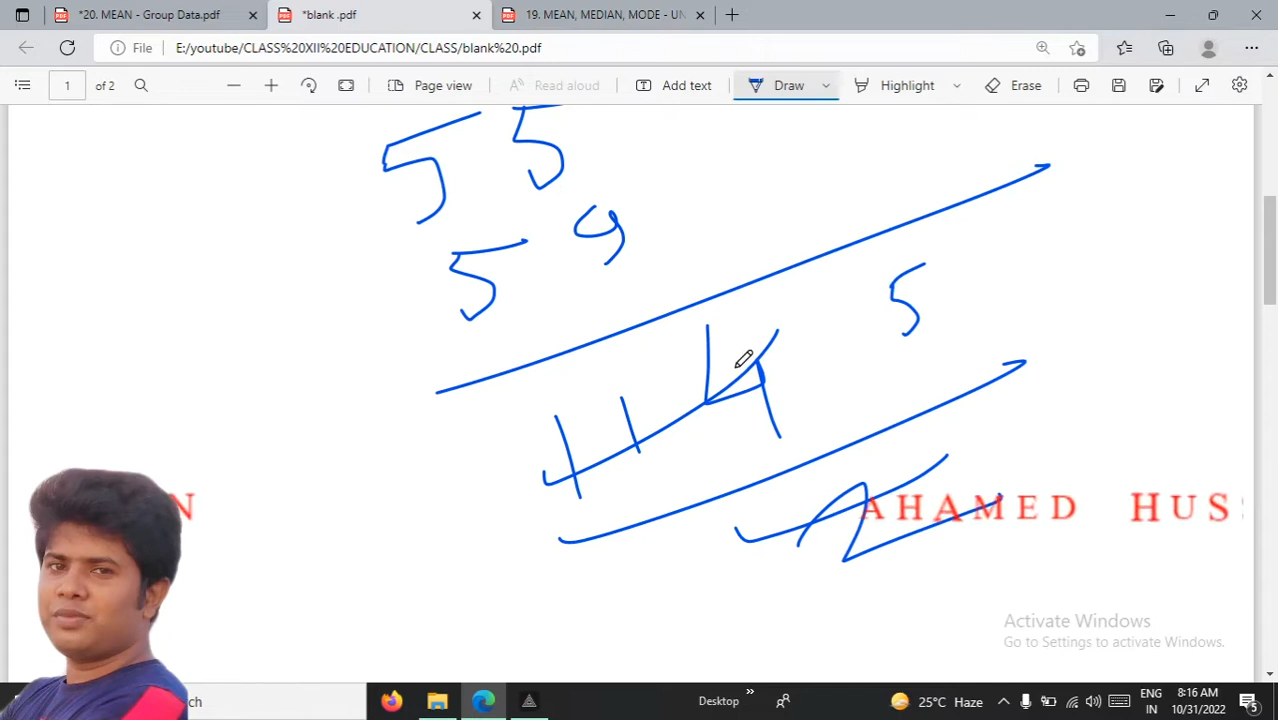 *20. MEAN - Group Data.pdf
*blank .pdf
19. MEAN, MEDIAN, MODE - UN
File
E:/youtube/CLASS%20XII%20EDUCATION/CLASS/blank%20.pdf
1 of 2
Page view
Read aloud
Add text
Draw
Highlight
Erase
5 5
5 9
5
N
AHAMED HUSS
Activate Windows
Go to Settings to activate Windows.
rch
Desktop
25°C Haze
ENG
IN
8:16 AM
10/31/2022
5